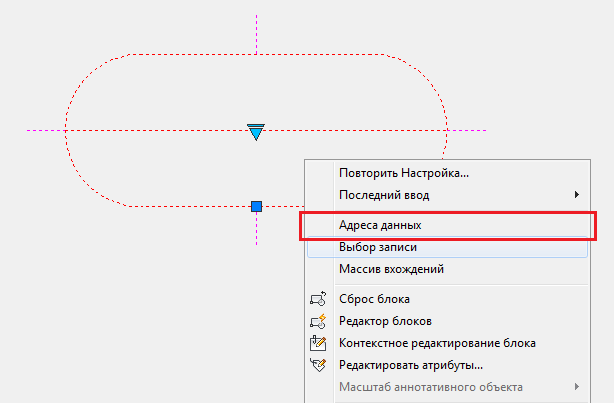 Повторить Настройка...
Последний ввод
Адреса данных
Выбор записи
Массив вхождений
Сброс блока
Редактор блоков
Контекстное редактирование блока
Редактировать атрибуты...
Масштаб аннотативного объекта